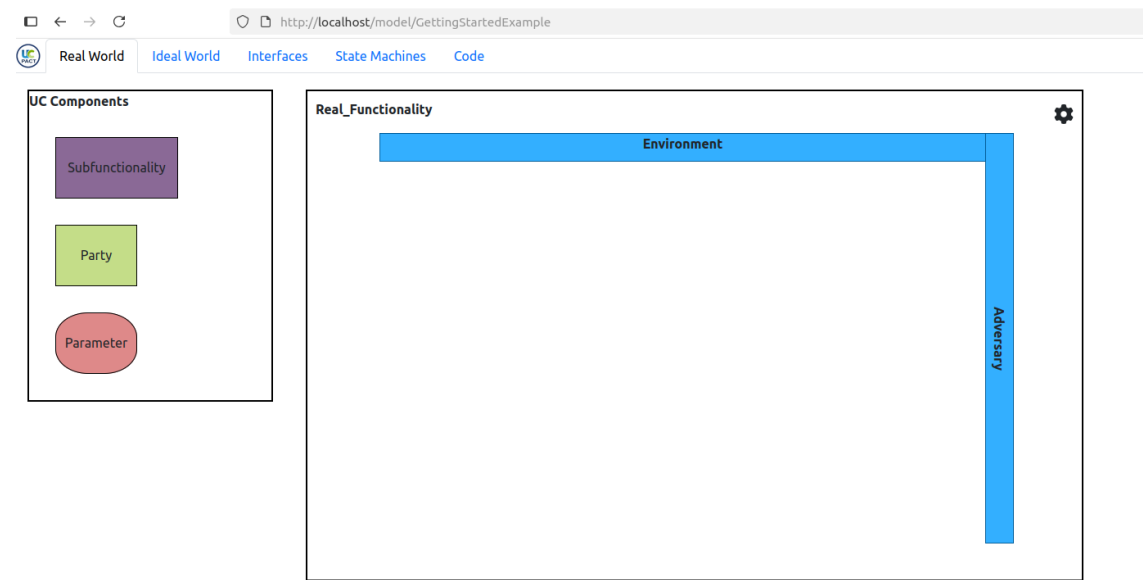 http://localhost/model/GettingStartedExample
UC PACT
Real World Ideal World Interfaces State Machines Code
UC Components
Subfunctionality
Party
Parameter
Real_Functionality
Environment
Adversary